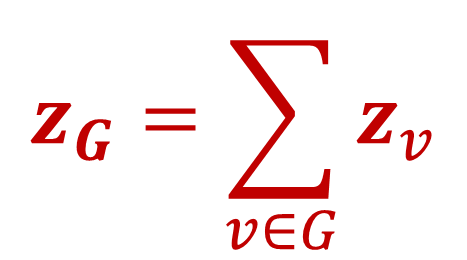 z_G = ∑_{v∈G} z_v